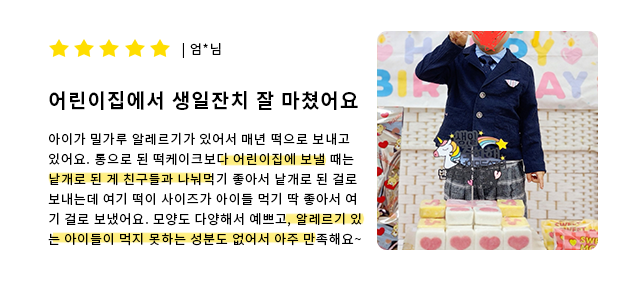 ★★★★★ | 엄*님
어린이집에서 생일잔치 잘 마쳤어요
아이가 밀가루 알레르기가 있어서 매년 떡으로 보내고
있어요. 통으로 된 떡케이크보다 어린이집에 보낼 때는
낱개로 된 게 친구들과 나눠먹기 좋아서 낱개로 된 걸로
보내는데 여기 떡이 사이즈가 아이들 먹기 딱 좋아서 여
기 걸로 보냈어요. 모양도 다양해서 예쁘고, 알레르기 있
는 아이들이 먹지 못하는 성분도 없어서 아주 만족해요~